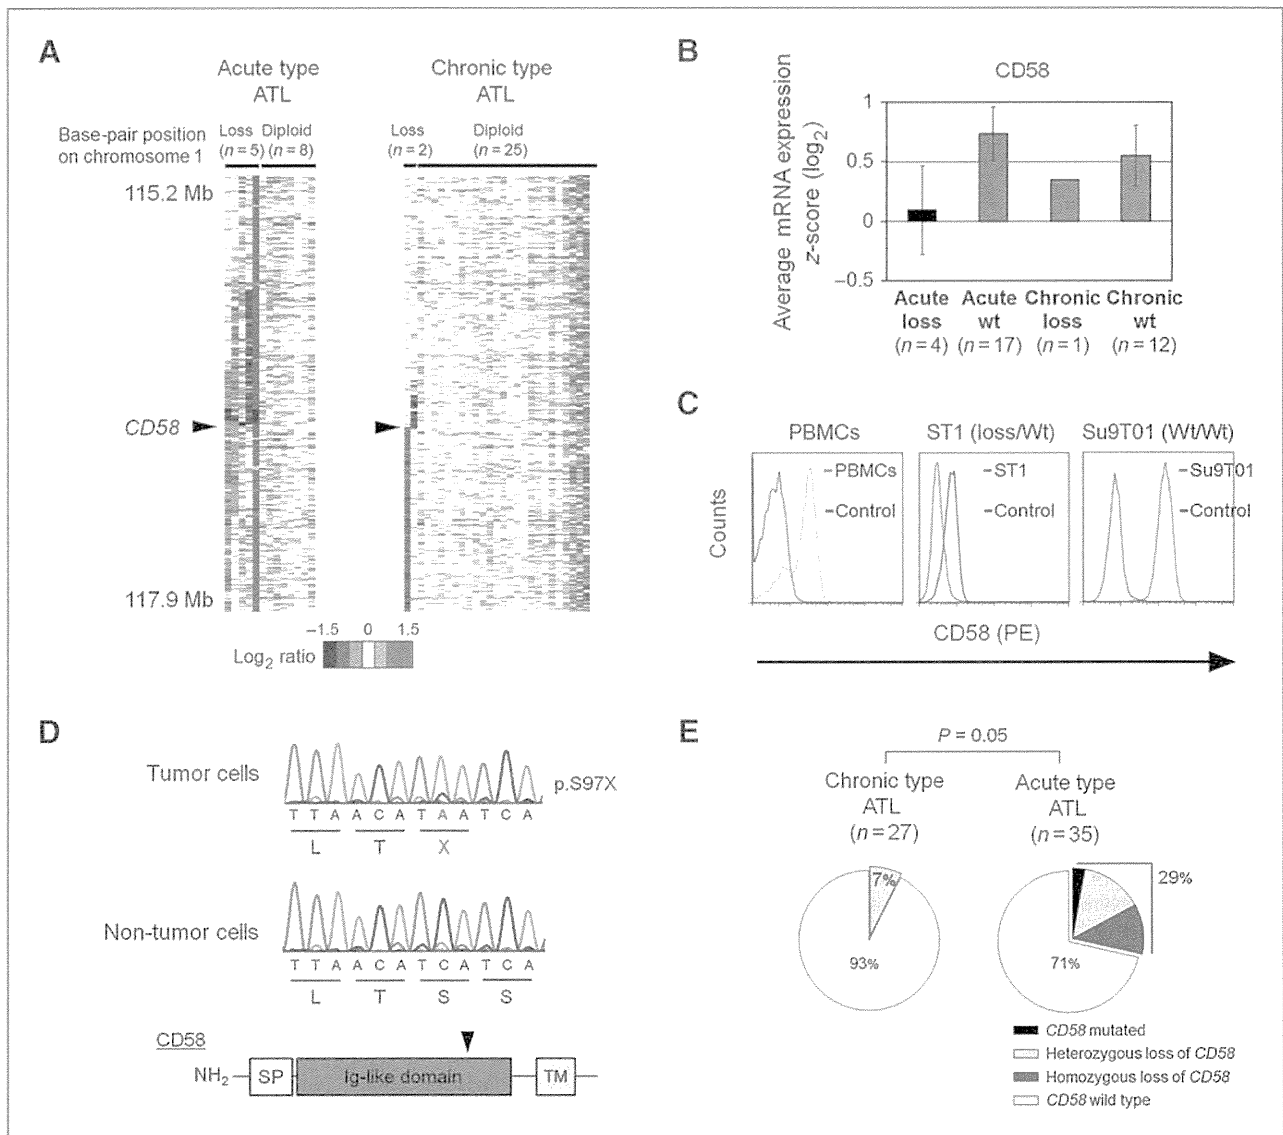 A
Acute type
ATL
Chronic type
ATL
Base-pair position
on chromosome 1
Loss
(n = 5)
Diploid
(n = 8)
Loss
(n = 2)
Diploid
(n = 25)
115.2 Mb
CD58
117.9 Mb
–1.5 0 1.5
Log2 ratio
B
CD58
Average mRNA expression
z-score (log2)
1
0.5
0
–0.5
Acute
loss
(n = 4)
Acute
wt
(n = 17)
Chronic
loss
(n = 1)
Chronic
wt
(n = 12)
C
PBMCs
ST1 (loss/Wt)
Su9T01 (Wt/Wt)
PBMCs
Control
ST1
Control
Su9T01
Control
Counts
CD58 (PE)
D
Tumor cells
p.S97X
T T A A C A T A A T C A
L T X
Non-tumor cells
T T A A C A T C A T C A
L T S S
CD58
NH2
SP
Ig-like domain
TM
E
P = 0.05
Chronic type
ATL
(n = 27)
Acute type
ATL
(n = 35)
7%
93%
29%
71%
CD58 mutated
Heterozygous loss of CD58
Homozygous loss of CD58
CD58 wild type